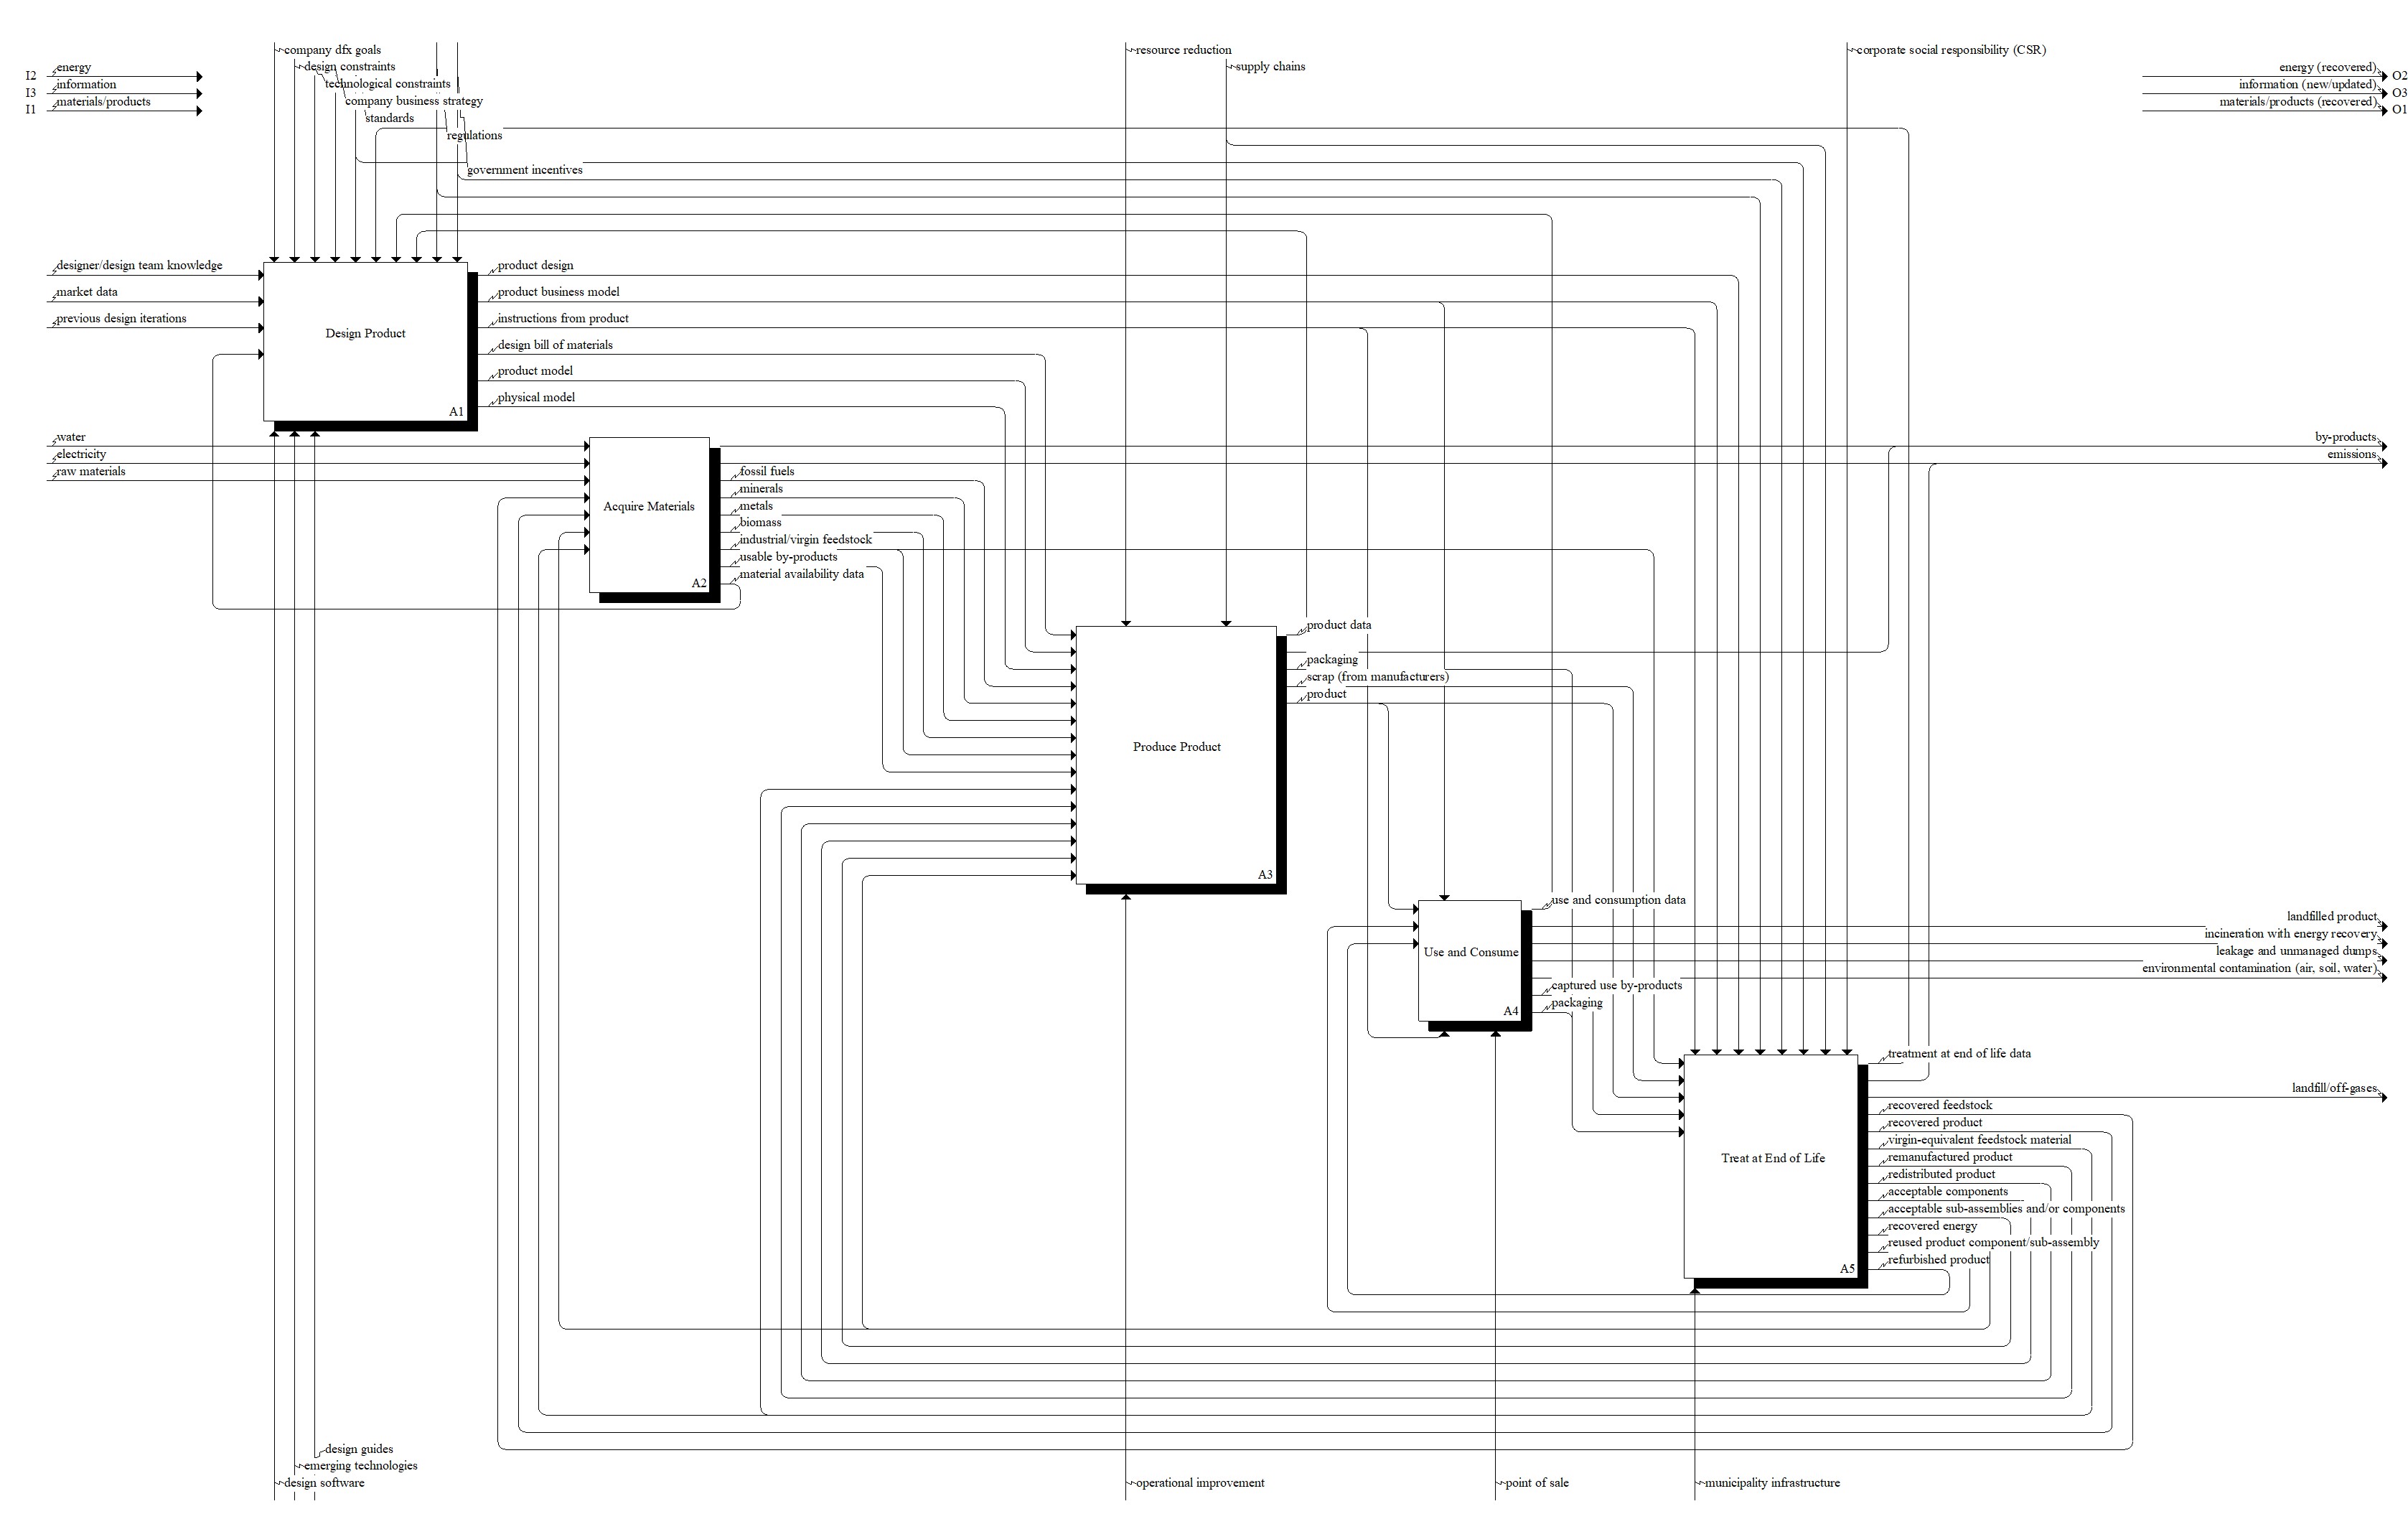 company dfx goals
resource reduction
corporate social responsibility (CSR)
design constraints
supply chains
I2 energy
energy (recovered) O2
I3 information
technological constraints
information (new/updated) O3
I1 materials/products
company business strategy
materials/products (recovered) O1
standards
regulations
government incentives
designer/design team knowledge
product design
market data
product business model
previous design iterations
instructions from product
Design Product
design bill of materials
product model
physical model
A1
water
by-products
electricity
emissions
raw materials
fossil fuels
minerals
Acquire Materials
metals
biomass
industrial/virgin feedstock
usable by-products
material availability data
A2
product data
packaging
scrap (from manufacturers)
product
Produce Product
A3
use and consumption data
landfilled product
incineration with energy recovery
Use and Consume
leakage and unmanaged dumps
environmental contamination (air, soil, water)
captured use by-products
packaging
A4
treatment at end of life data
landfill/off-gases
recovered feedstock
recovered product
virgin-equivalent feedstock material
Treat at End of Life
remanufactured product
redistributed product
acceptable components
acceptable sub-assemblies and/or components
recovered energy
reused product component/sub-assembly
refurbished product
A5
design guides
emerging technologies
design software
operational improvement
point of sale
municipality infrastructure